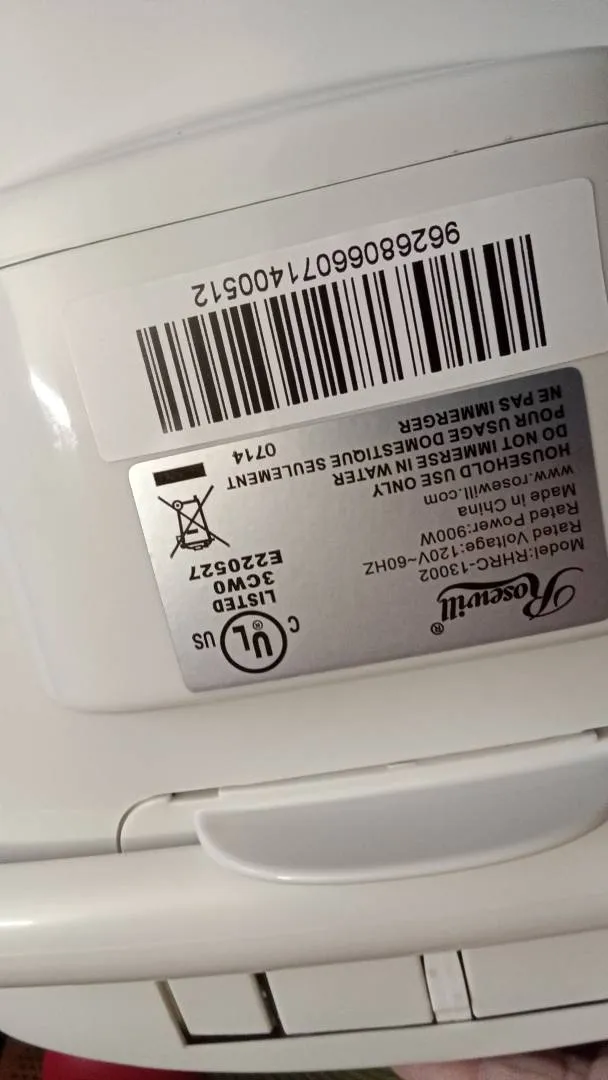 Rosewill®
Model:RHRC-13002
Rated Voltage:120V~60HZ
Rated Power:900W
Made in China
www.rosewill.com
HOUSEHOLD USE ONLY
DO NOT IMMERSE IN WATER
POUR USAGE DOMESTIQUE SEULEMENT
NE PAS IMMERGER
C UL® US
LISTED
3CW0
E220527
0714
96268066071400512